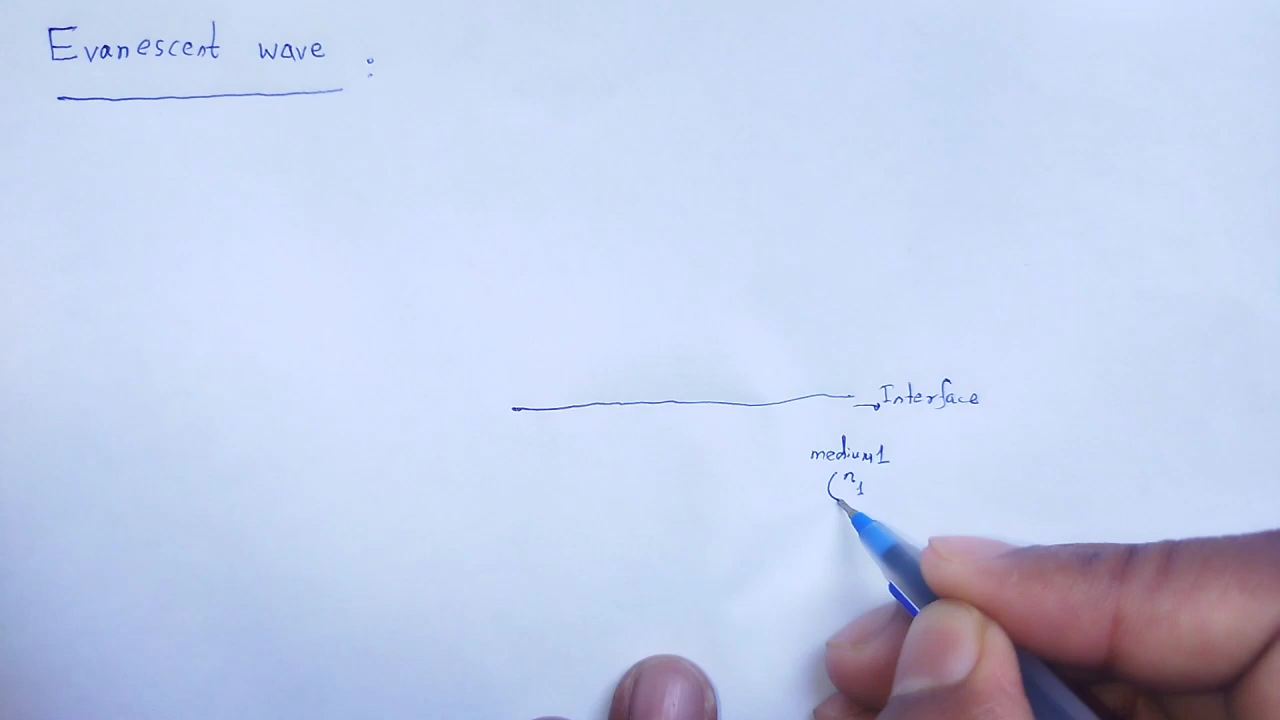 Evanescent wave :
→Interface
medium1
(n1